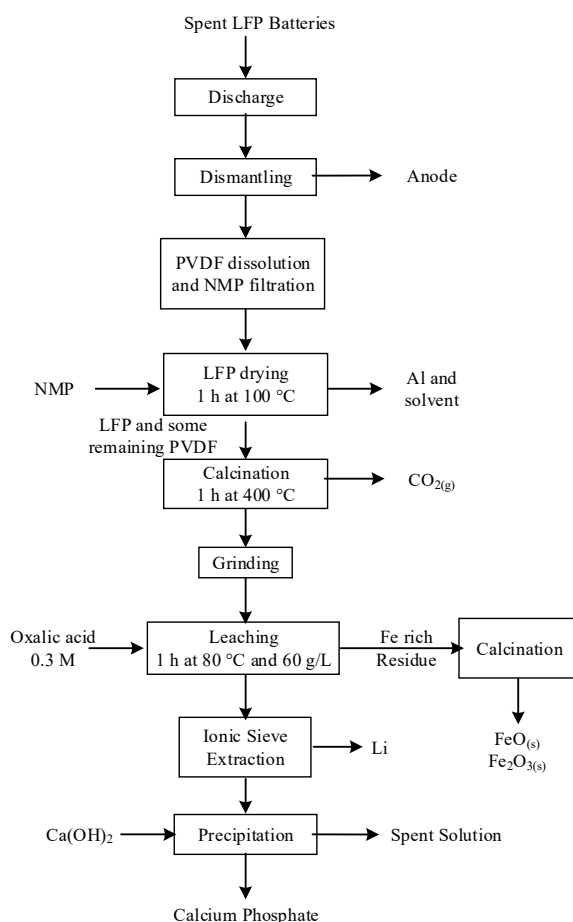 Spent LFP Batteries
Discharge
Dismantling
Anode
PVDF dissolution
and NMP filtration
NMP
LFP drying
1 h at 100 °C
Al and
solvent
LFP and some
remaining PVDF
Calcination
1 h at 400 °C
CO2(g)
Grinding
Oxalic acid
0.3 M
Leaching
1 h at 80 °C and 60 g/L
Fe rich
Residue
Calcination
FeO(s)
Fe2O3(s)
Ionic Sieve
Extraction
Li
Ca(OH)2
Precipitation
Spent Solution
Calcium Phosphate